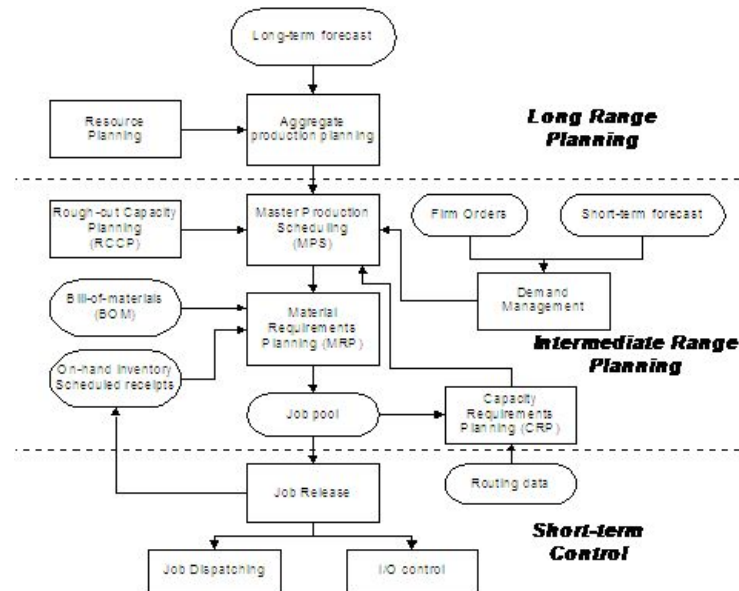 Long-term forecast
Resource
Planning
Aggregate
production planning
Long Range
Planning
Rough-cut Capacity
Planning
(RCCP)
Master Production
Scheduling
(MPS)
Firm Orders
Short-term forecast
Bill-of-materials
(BOM)
Material
Requirements
Planning (MRP)
Demand
Management
Intermediate Range
Planning
On-hand Inventory
Scheduled receipts
Job pool
Capacity
Requirements
Planning (CRP)
Job Release
Routing data
Short-term
Control
Job Dispatching
I/O control